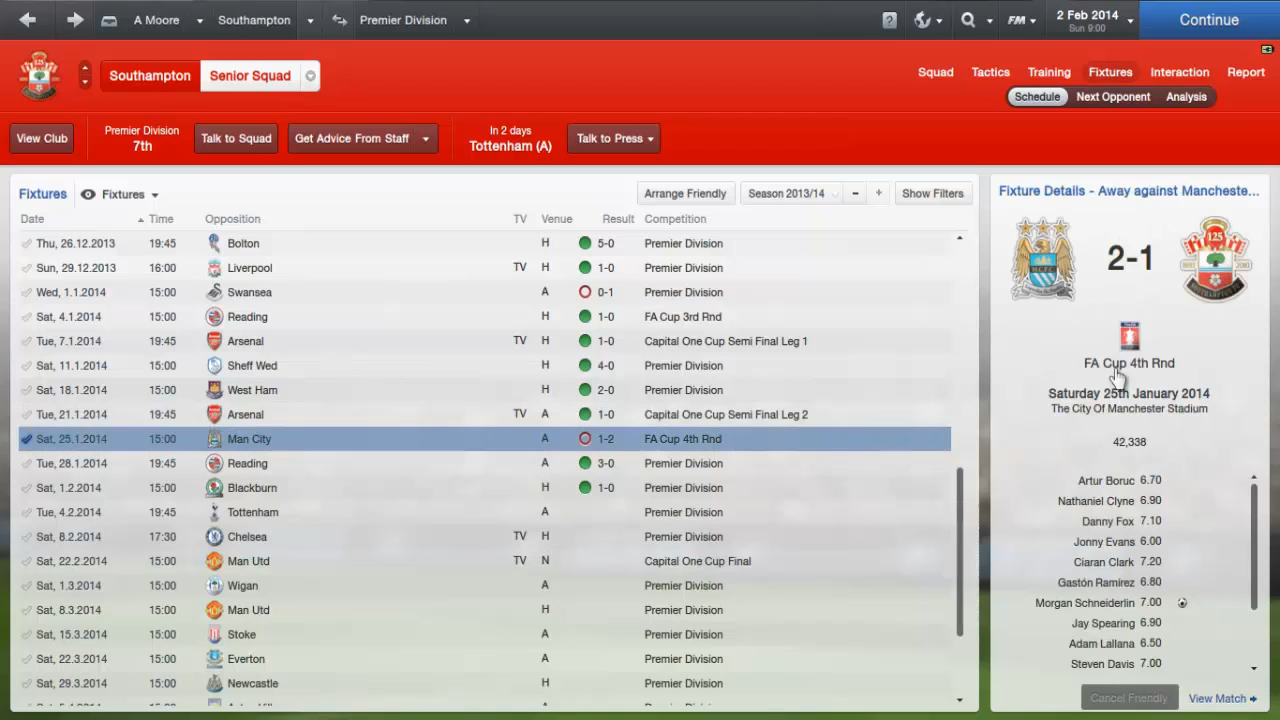 A Moore Southampton Premier Division ? FM 2 Feb 2014 Continue
Sun 9:00
Southampton Senior Squad Squad Tactics Training Fixtures Interaction Report
Schedule Next Opponent Analysis
View Club Premier Division Talk to Squad Get Advice From Staff In 2 days Talk to Press
7th Tottenham (A)
Fixtures Fixtures Arrange Friendly Season 2013/14 - + Show Filters
Date Time Opposition TV Venue Result Competition
Thu, 26.12.2013 19:45 Bolton H 5-0 Premier Division
Sun, 29.12.2013 16:00 Liverpool TV H 1-0 Premier Division
Wed, 1.1.2014 15:00 Swansea A 0-1 Premier Division
Sat, 4.1.2014 15:00 Reading H 1-0 FA Cup 3rd Rnd
Tue, 7.1.2014 19:45 Arsenal TV H 1-0 Capital One Cup Semi Final Leg 1
Sat, 11.1.2014 15:00 Sheff Wed H 4-0 Premier Division
Sat, 18.1.2014 15:00 West Ham H 2-0 Premier Division
Tue, 21.1.2014 19:45 Arsenal TV A 1-0 Capital One Cup Semi Final Leg 2
Sat, 25.1.2014 15:00 Man City A 1-2 FA Cup 4th Rnd
Tue, 28.1.2014 19:45 Reading A 3-0 Premier Division
Sat, 1.2.2014 15:00 Blackburn H 1-0 Premier Division
Tue, 4.2.2014 19:45 Tottenham A Premier Division
Sat, 8.2.2014 17:30 Chelsea TV H Premier Division
Sat, 22.2.2014 15:00 Man Utd TV N Capital One Cup Final
Sat, 1.3.2014 15:00 Wigan A Premier Division
Sat, 8.3.2014 15:00 Man Utd H Premier Division
Sat, 15.3.2014 15:00 Stoke A Premier Division
Sat, 22.3.2014 15:00 Everton A Premier Division
Sat, 29.3.2014 15:00 Newcastle H Premier Division
Fixture Details - Away against Mancheste...
2-1
FA Cup 4th Rnd
Saturday 25th January 2014
The City Of Manchester Stadium
42,338
Artur Boruc 6.70
Nathaniel Clyne 6.90
Danny Fox 7.10
Jonny Evans 6.00
Ciaran Clark 7.20
Gastón Ramírez 6.80
Morgan Schneiderlin 7.00
Jay Spearing 6.90
Adam Lallana 6.50
Steven Davis 7.00
Cancel Friendly View Match